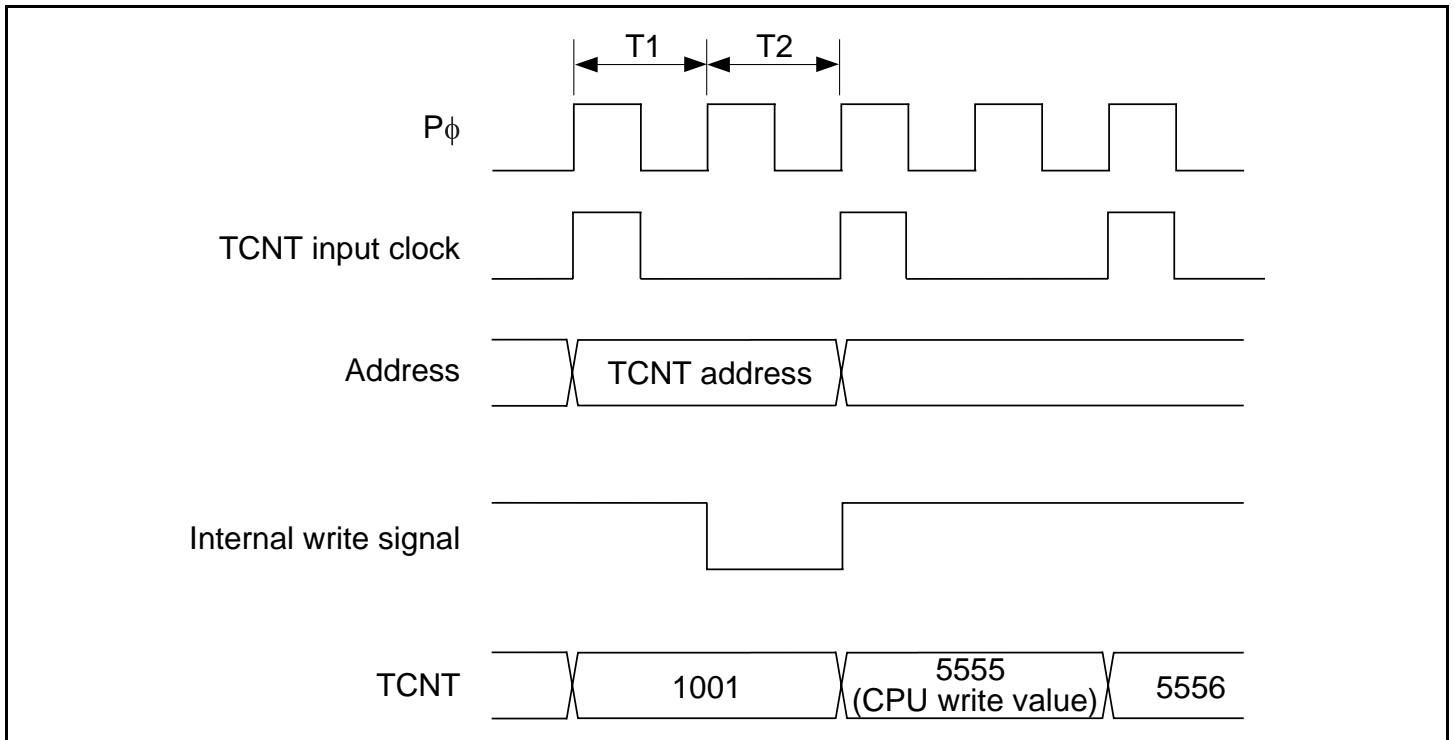 T1 T2
Pϕ
TCNT input clock
Address TCNT address
Internal write signal
TCNT 1001 5555 5556
(CPU write value)